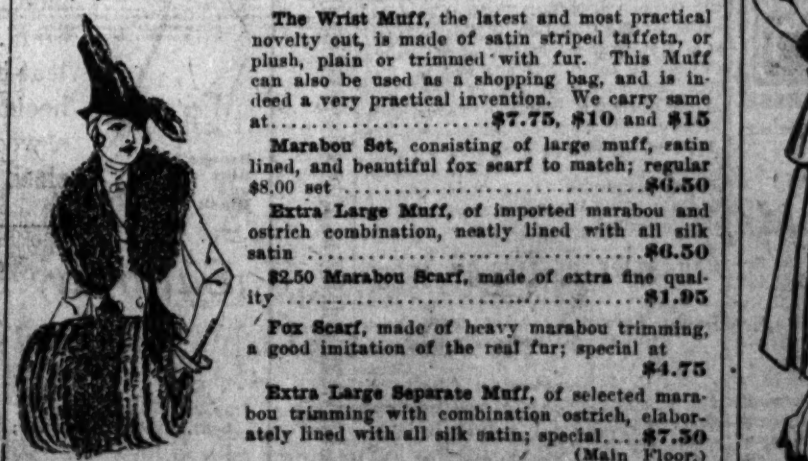 The Wrist Muff, the latest and most practical
novelty out, is made of satin striped taffeta, or
plush, plain or trimmed with fur. This Muff
can also be used as a shopping bag, and is in-
deed a very practical invention. We carry same
at.....................$7.75, $10 and $15
Marabou Set, consisting of large muff, satin
lined, and beautiful fox scarf to match; regular
$8.00 set ..............................$6.50
Extra Large Muff, of imported marabou and
ostrich combination, neatly lined with all silk
satin ..................................$6.50
$2.50 Marabou Scarf, made of extra fine qual-
ity ....................................$1.95
Fox Scarf, made of heavy marabou trimming,
a good imitation of the real fur; special at
$4.75
Extra Large Separate Muff, of selected mara-
bou trimming with combination ostrich, elabor-
ately lined with all silk satin; special....$7.50
(Main Floor.)